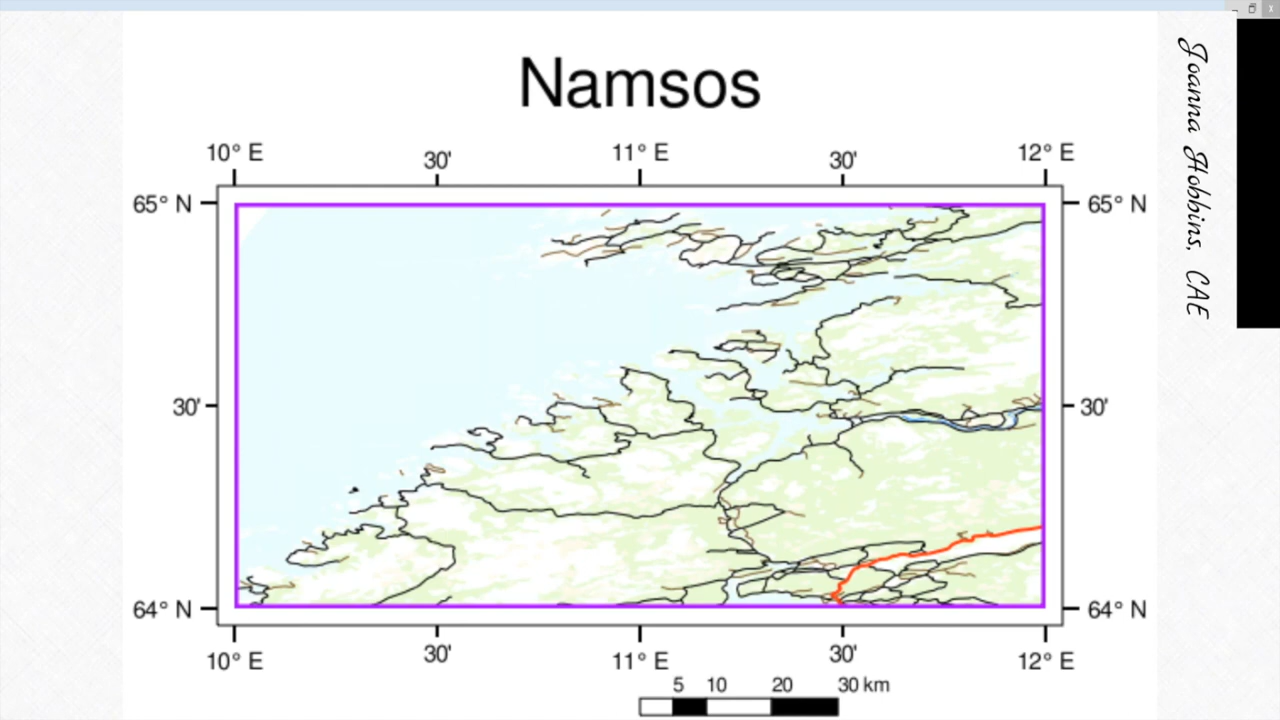 Namsos
10° E 30' 11° E 30' 12° E
65° N 65° N
30' 30'
64° N 64° N
10° E 30' 11° E 30' 12° E
5 10 20 30 km
Joanna Hobbins, CAE